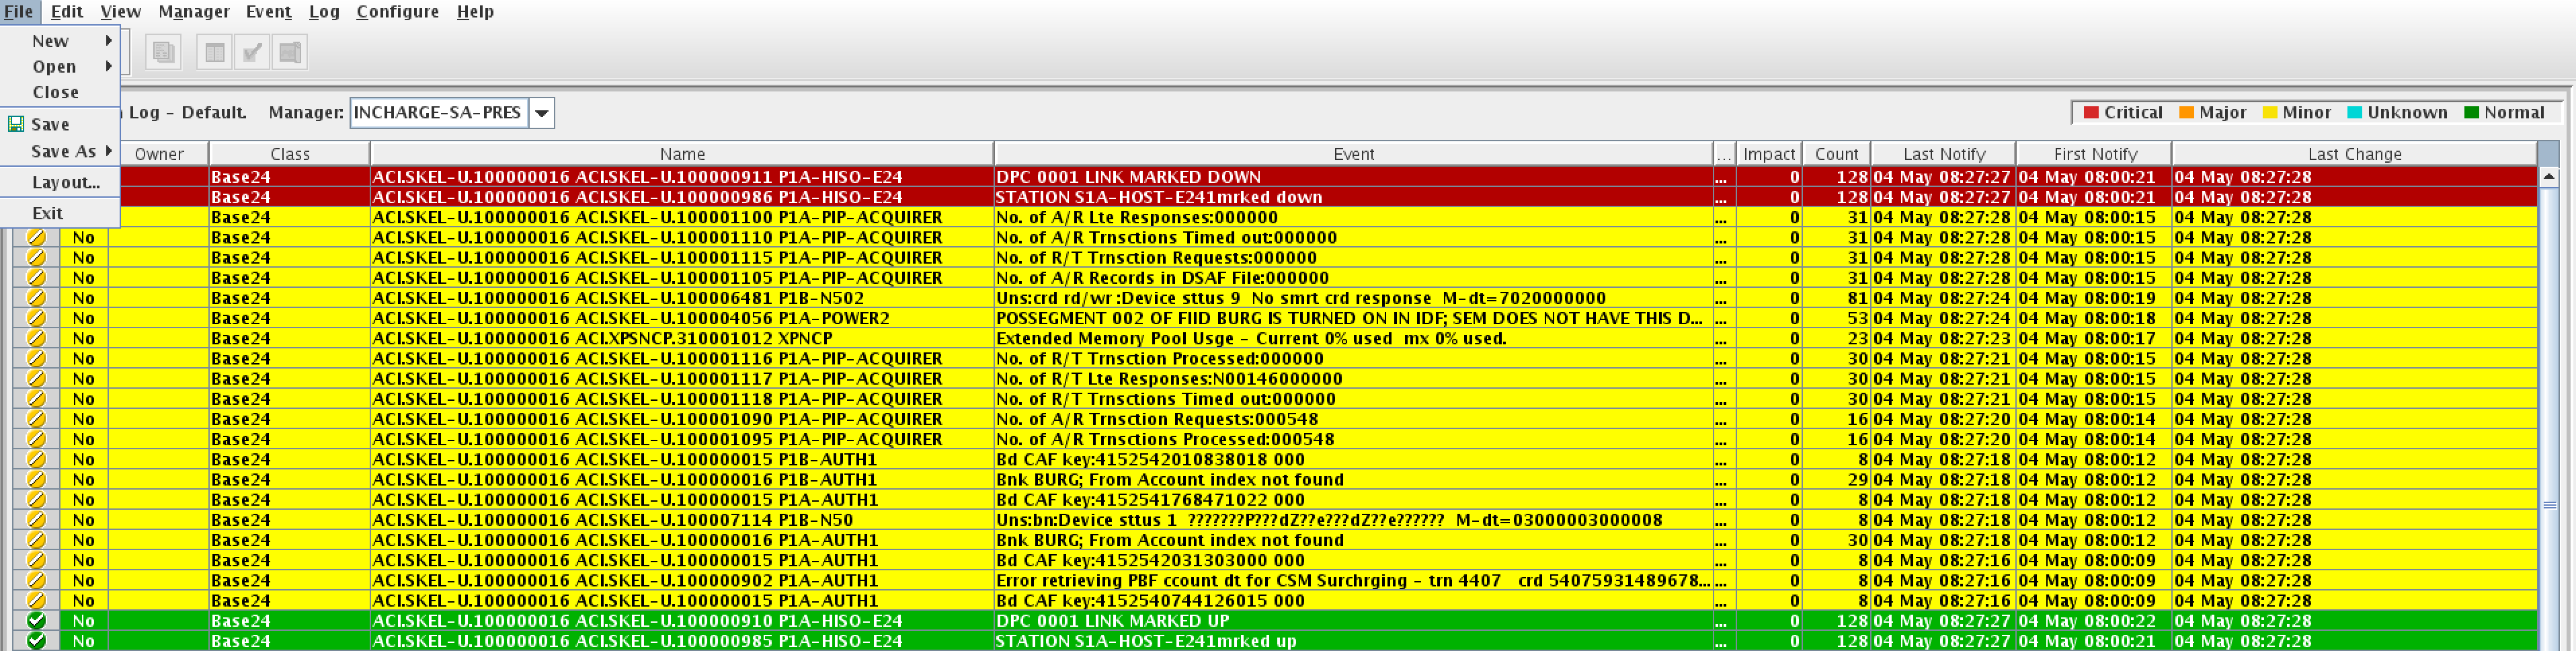 File Edit View Manager Event Log Configure Help
New
Open
Close
Save
Save As
Layout...
Exit
Log - Default. Manager: INCHARGE-SA-PRES Critical Major Minor Unknown Normal
Owner Class Name Event ... Impact Count Last Notify First Notify Last Change
Base24 ACI.SKEL-U.100000016 ACI.SKEL-U.100000911 P1A-HISO-E24 DPC 0001 LINK MARKED DOWN ... 0 128 04 May 08:27:27 04 May 08:00:21 04 May 08:27:28
Base24 ACI.SKEL-U.100000016 ACI.SKEL-U.100000986 P1A-HISO-E24 STATION S1A-HOST-E241mrked down ... 0 128 04 May 08:27:27 04 May 08:00:21 04 May 08:27:28
Base24 ACI.SKEL-U.100000016 ACI.SKEL-U.100001100 P1A-PIP-ACQUIRER No. of A/R Lte Responses:000000 ... 0 31 04 May 08:27:28 04 May 08:00:15 04 May 08:27:28
No Base24 ACI.SKEL-U.100000016 ACI.SKEL-U.100001110 P1A-PIP-ACQUIRER No. of A/R Trnsctions Timed out:000000 ... 0 31 04 May 08:27:28 04 May 08:00:15 04 May 08:27:28
No Base24 ACI.SKEL-U.100000016 ACI.SKEL-U.100001115 P1A-PIP-ACQUIRER No. of R/T Trnsction Requests:000000 ... 0 31 04 May 08:27:28 04 May 08:00:15 04 May 08:27:28
No Base24 ACI.SKEL-U.100000016 ACI.SKEL-U.100001105 P1A-PIP-ACQUIRER No. of A/R Records in DSAF File:000000 ... 0 31 04 May 08:27:28 04 May 08:00:15 04 May 08:27:28
No Base24 ACI.SKEL-U.100000016 ACI.SKEL-U.100006481 P1B-N502 Uns:crd rd/wr :Device sttus 9 No smrt crd response M-dt=7020000000 ... 0 81 04 May 08:27:24 04 May 08:00:19 04 May 08:27:28
No Base24 ACI.SKEL-U.100000016 ACI.SKEL-U.100004056 P1A-POWER2 POSSEGMENT 002 OF FIID BURG IS TURNED ON IN IDF; SEM DOES NOT HAVE THIS D... ... 0 53 04 May 08:27:24 04 May 08:00:18 04 May 08:27:28
No Base24 ACI.SKEL-U.100000016 ACI.XPSNCP.310001012 XPNCP Extended Memory Pool Usge - Current 0% used mx 0% used. ... 0 23 04 May 08:27:23 04 May 08:00:17 04 May 08:27:28
No Base24 ACI.SKEL-U.100000016 ACI.SKEL-U.100001116 P1A-PIP-ACQUIRER No. of R/T Trnsction Processed:000000 ... 0 30 04 May 08:27:21 04 May 08:00:15 04 May 08:27:28
No Base24 ACI.SKEL-U.100000016 ACI.SKEL-U.100001117 P1A-PIP-ACQUIRER No. of R/T Lte Responses:N00146000000 ... 0 30 04 May 08:27:21 04 May 08:00:15 04 May 08:27:28
No Base24 ACI.SKEL-U.100000016 ACI.SKEL-U.100001118 P1A-PIP-ACQUIRER No. of R/T Trnsctions Timed out:000000 ... 0 30 04 May 08:27:21 04 May 08:00:15 04 May 08:27:28
No Base24 ACI.SKEL-U.100000016 ACI.SKEL-U.100001090 P1A-PIP-ACQUIRER No. of A/R Trnsction Requests:000548 ... 0 16 04 May 08:27:20 04 May 08:00:14 04 May 08:27:28
No Base24 ACI.SKEL-U.100000016 ACI.SKEL-U.100001095 P1A-PIP-ACQUIRER No. of A/R Trnsctions Processed:000548 ... 0 16 04 May 08:27:20 04 May 08:00:14 04 May 08:27:28
No Base24 ACI.SKEL-U.100000016 ACI.SKEL-U.100000015 P1B-AUTH1 Bd CAF key:4152542010838018 000 ... 0 8 04 May 08:27:18 04 May 08:00:12 04 May 08:27:28
No Base24 ACI.SKEL-U.100000016 ACI.SKEL-U.100000016 P1B-AUTH1 Bnk BURG; From Account index not found ... 0 29 04 May 08:27:18 04 May 08:00:12 04 May 08:27:28
No Base24 ACI.SKEL-U.100000016 ACI.SKEL-U.100000015 P1A-AUTH1 Bd CAF key:4152541768471022 000 ... 0 8 04 May 08:27:18 04 May 08:00:12 04 May 08:27:28
No Base24 ACI.SKEL-U.100000016 ACI.SKEL-U.100007114 P1B-N50 Uns:bn:Device sttus 1 ???????P???dZ??e???dZ??e?????? M-dt=03000003000008 ... 0 8 04 May 08:27:18 04 May 08:00:12 04 May 08:27:28
No Base24 ACI.SKEL-U.100000016 ACI.SKEL-U.100000016 P1A-AUTH1 Bnk BURG; From Account index not found ... 0 30 04 May 08:27:18 04 May 08:00:12 04 May 08:27:28
No Base24 ACI.SKEL-U.100000016 ACI.SKEL-U.100000015 P1A-AUTH1 Bd CAF key:4152542031303000 000 ... 0 8 04 May 08:27:16 04 May 08:00:09 04 May 08:27:28
No Base24 ACI.SKEL-U.100000016 ACI.SKEL-U.100000902 P1A-AUTH1 Error retrieving PBF ccount dt for CSM Surchrging - trn 4407 crd 54075931489678... ... 0 8 04 May 08:27:16 04 May 08:00:09 04 May 08:27:28
No Base24 ACI.SKEL-U.100000016 ACI.SKEL-U.100000015 P1A-AUTH1 Bd CAF key:4152540744126015 000 ... 0 8 04 May 08:27:16 04 May 08:00:09 04 May 08:27:28
No Base24 ACI.SKEL-U.100000016 ACI.SKEL-U.100000910 P1A-HISO-E24 DPC 0001 LINK MARKED UP ... 0 128 04 May 08:27:27 04 May 08:00:22 04 May 08:27:28
No Base24 ACI.SKEL-U.100000016 ACI.SKEL-U.100000985 P1A-HISO-E24 STATION S1A-HOST-E241mrked up ... 0 128 04 May 08:27:27 04 May 08:00:21 04 May 08:27:28